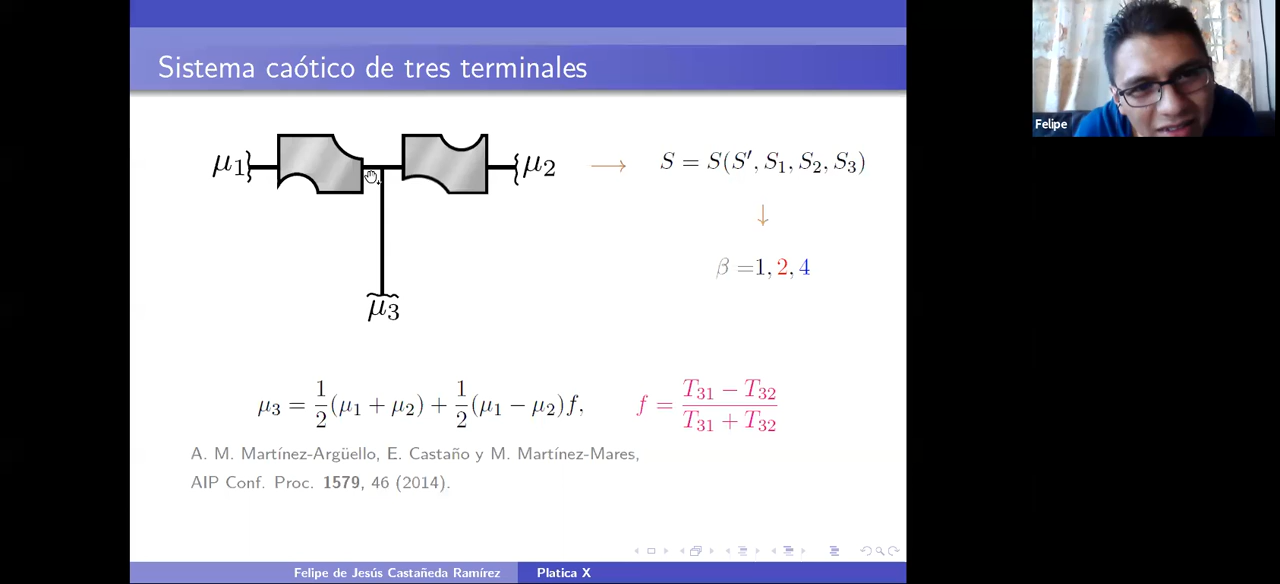 Sistema caótico de tres terminales
Felipe
μ1 μ2 → S = S(S′, S₁, S₂, S₃)
↓
β =1, 2, 4
μ3
μ₃ = 1/2(μ₁ + μ₂) + 1/2(μ₁ − μ₂)f, f = (T₃₁ − T₃₂)/(T₃₁ + T₃₂)
A. M. Martínez-Argüello, E. Castaño y M. Martínez-Mares,
AIP Conf. Proc. 1579, 46 (2014).
Felipe de Jesús Castañeda Ramírez Platica X